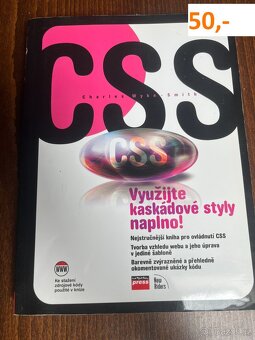 50,-
CSS
Charles Wyke-Smith
CSS
Využijte
kaskádové styly
naplno!
Nejstručnější kniha pro ovládnutí CSS
Tvorba vzhledu webu a jeho úprava
v jediné šabloně
Barevně zvýrazněné a přehledně
okomentované ukázky kódu
WWW
Ke stažení
zdrojové kódy
použité v knize
press
New
Riders